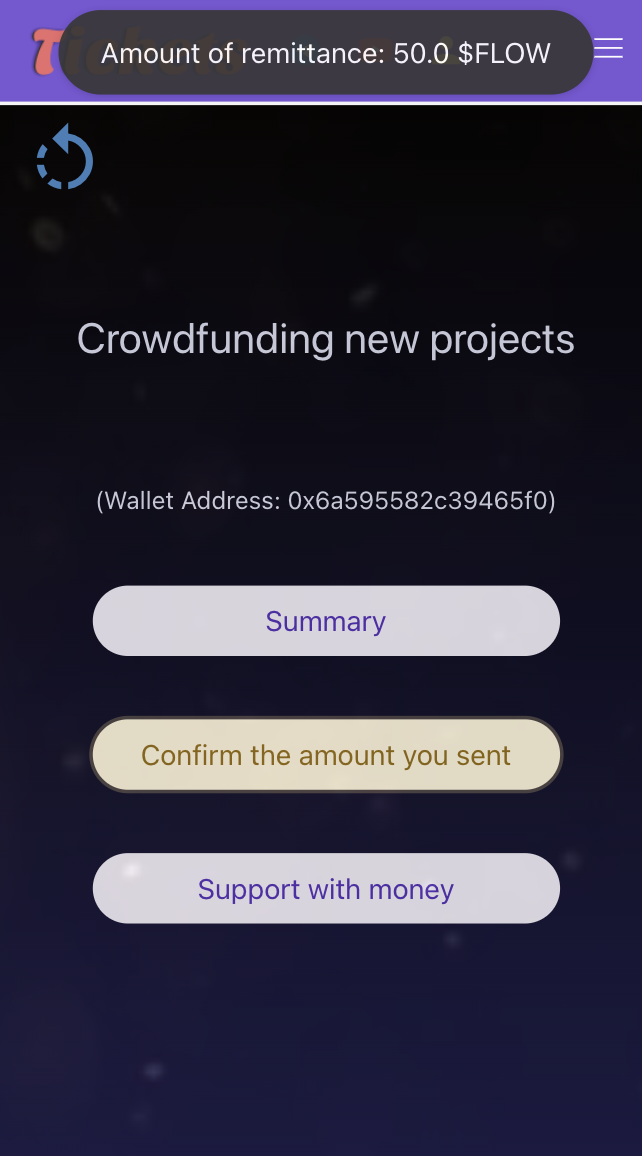 Amount of remittance: 50.0 $FLOW
Crowdfunding new projects
(Wallet Address: 0x6a595582c39465f0)
Summary
Confirm the amount you sent
Support with money